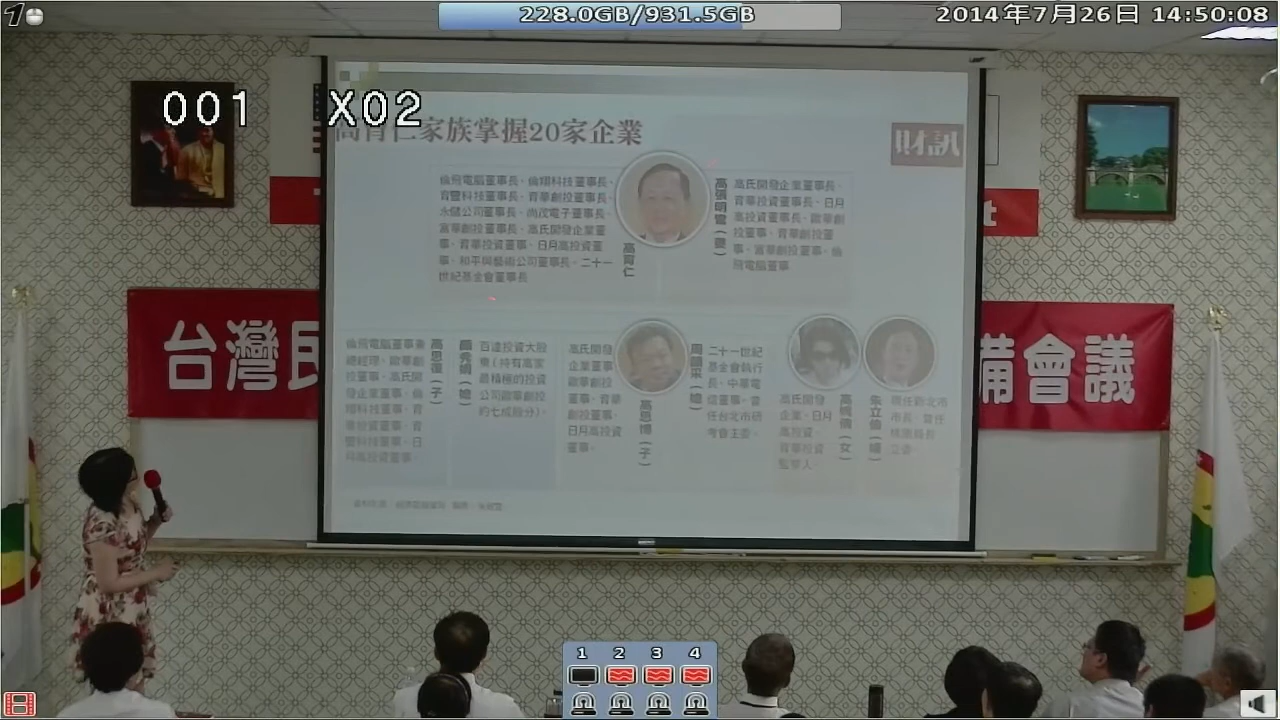 1
228.0GB/931.5GB
2014年7月26日 14:50:08
001 X02
高育仁家族掌握20家企業
財訊
倫飛電腦董事長、倫翔科技董事長、
育豐科技董事長、育華創投董事長、
永健公司董事長、尚茂電子董事長、
富華創投董事長、高氏開發企業董
事、育華投資董事、日月高投資董
事、和平興藝術公司董事長、二十一
世紀基金會董事長
高育仁
高張明鸞(妻)
高氏開發企業董事長、
育華投資董事長、日月
高投資董事長、歐華創
投董事、育華創投董
事、富華創投董事、倫
飛電腦董事
倫飛電腦董事兼
總經理、歐華創
投董事、高氏開
發企業董事、倫
翔科技董事、育
豐科技董事、日
月高投資董事
高思復(子)
顏秀明(媳)
百達投資大股
東(持有高家
最積極的投資
公司歐華創投
約七成股分)。
高氏開發
企業董事
歐華創投
董事、育華
創投董事、
日月高投資
董事。
高思博(子)
周韻采(媳)
二十一世紀
基金會執行
長、中華電
信董事、曾
任台北市研
考會主委。
高氏開發
企業、日月
高投資、
育華投資
監察人
高婉倩(女)
朱立倫(婿)
現任新北市
市長、曾任
桃園縣長
立委
台灣民
備會議
t
1 2 3 4